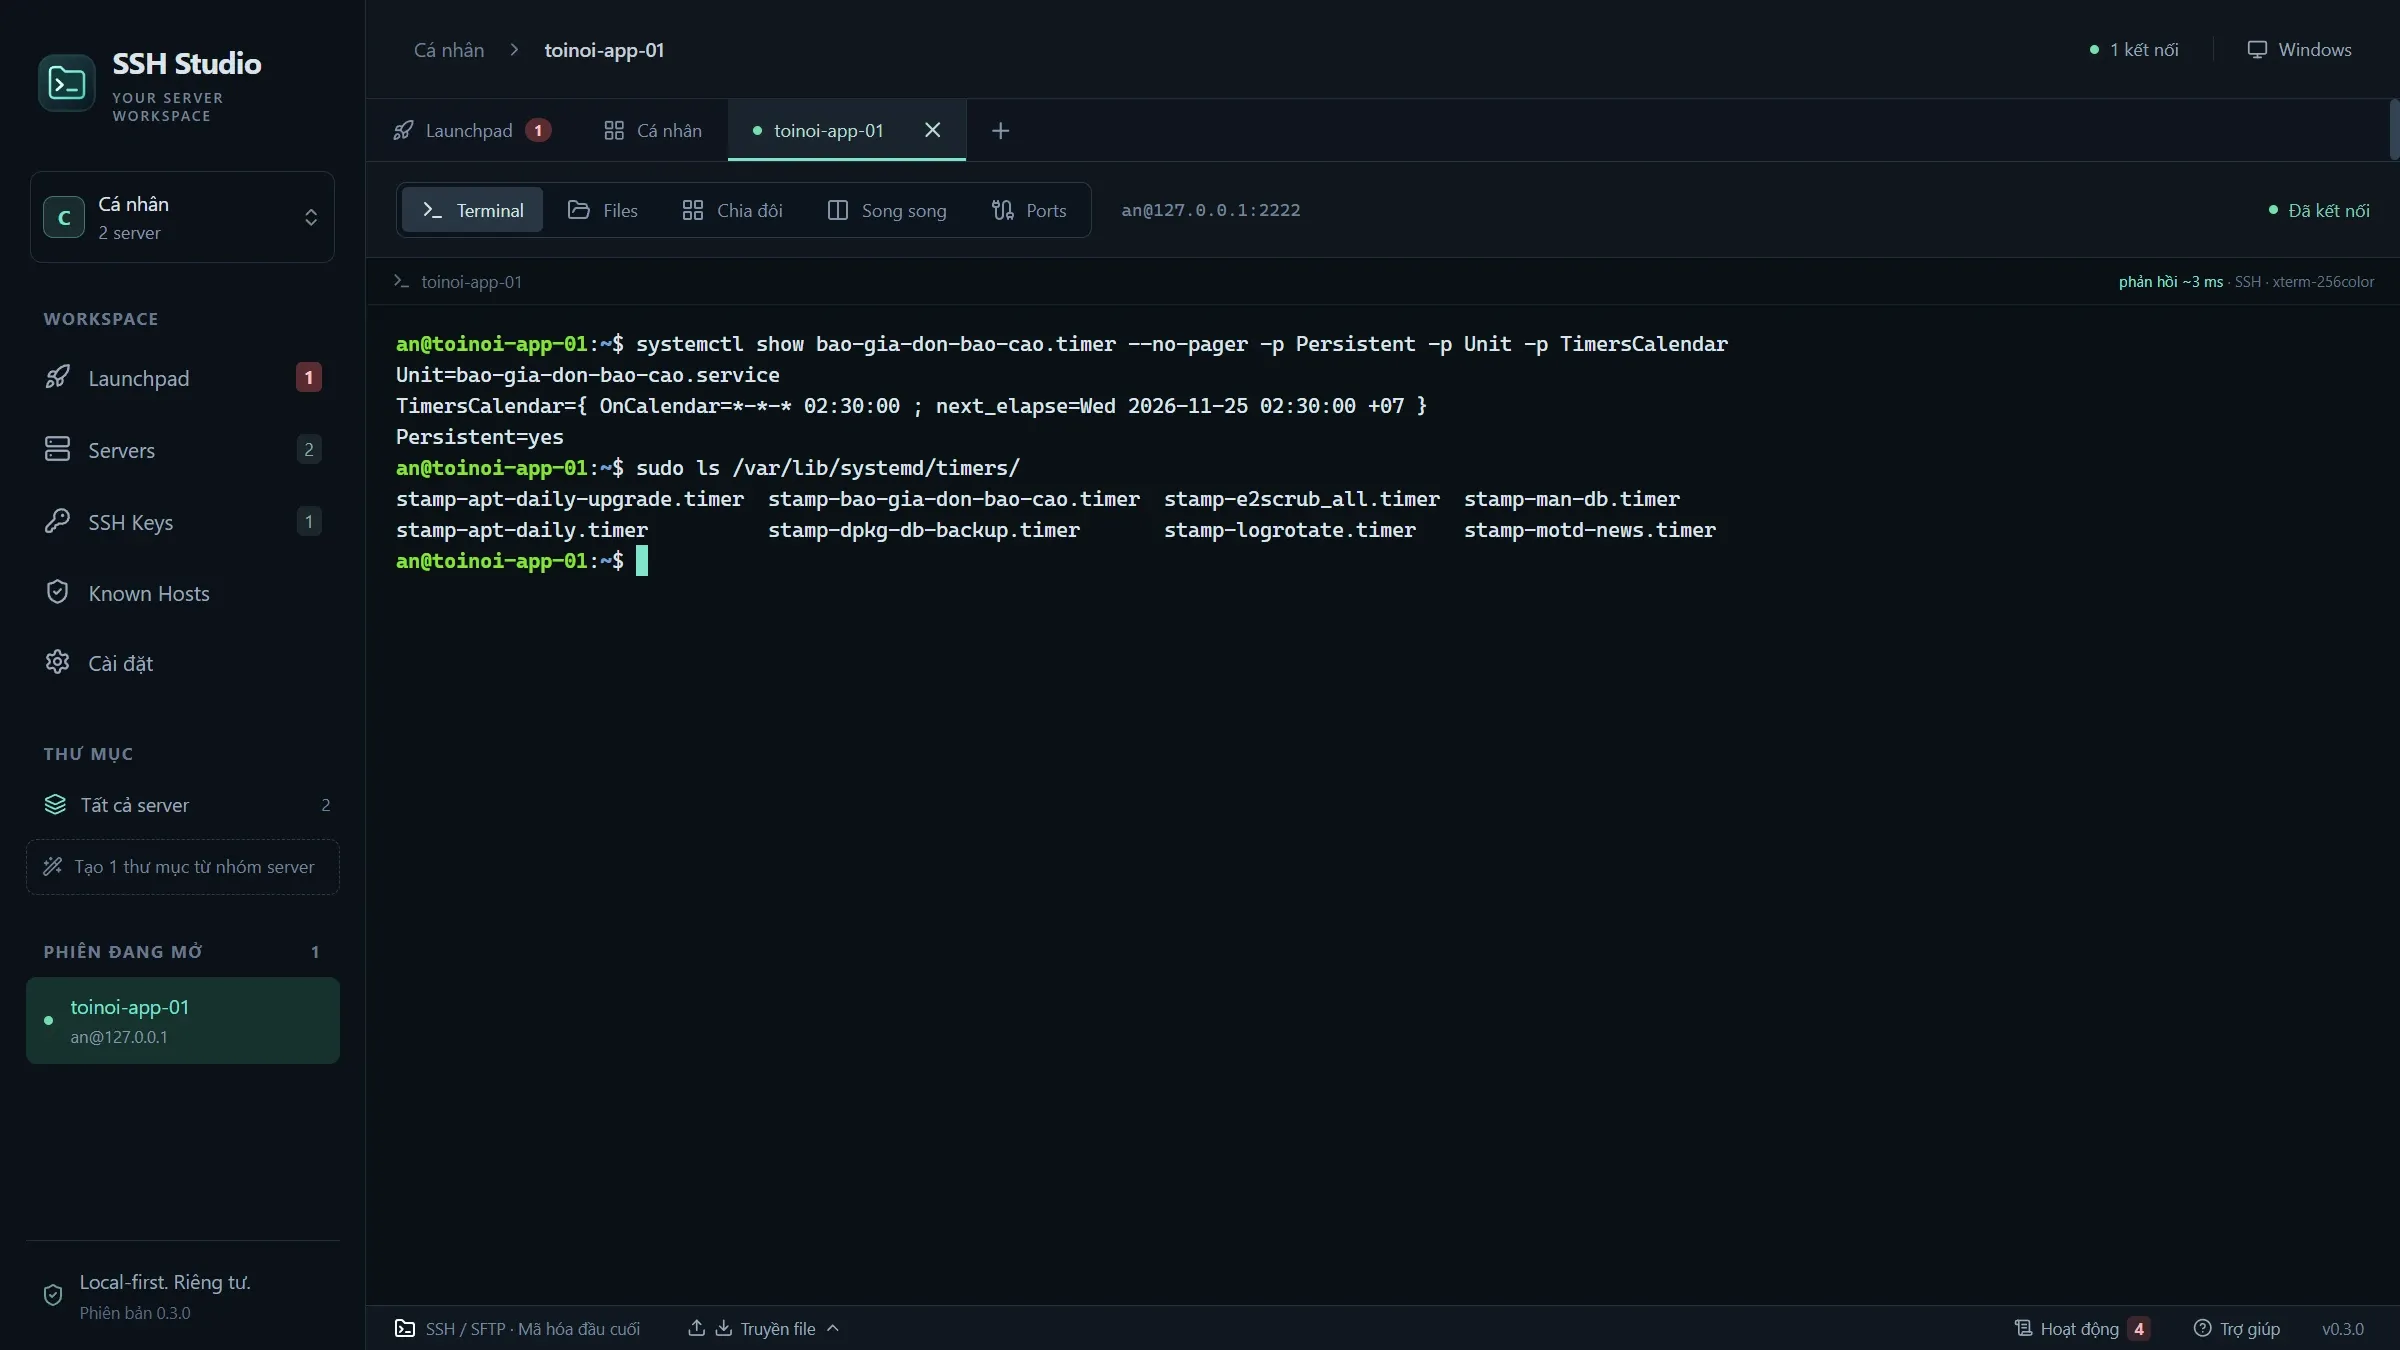 SSH Studio
YOUR SERVER
WORKSPACE
C
Cá nhân
2 server
WORKSPACE
Launchpad 1
Servers 2
SSH Keys 1
Known Hosts
Cài đặt
THƯ MỤC
Tất cả server 2
Tạo 1 thư mục từ nhóm server
PHIÊN ĐANG MỞ 1
toinoi-app-01
an@127.0.0.1
Local-first. Riêng tư.
Phiên bản 0.3.0
Cá nhân > toinoi-app-01
1 kết nối
Windows
Launchpad 1
Cá nhân
toinoi-app-01
Terminal
Files
Chia đôi
Song song
Ports
an@127.0.0.1:2222
Đã kết nối
toinoi-app-01
phản hồi ~3 ms · SSH · xterm-256color
an@toinoi-app-01:~$ systemctl show bao-gia-don-bao-cao.timer --no-pager -p Persistent -p Unit -p TimersCalendar
Unit=bao-gia-don-bao-cao.service
TimersCalendar={ OnCalendar=*-*-* 02:30:00 ; next_elapse=Wed 2026-11-25 02:30:00 +07 }
Persistent=yes
an@toinoi-app-01:~$ sudo ls /var/lib/systemd/timers/
stamp-apt-daily-upgrade.timer stamp-bao-gia-don-bao-cao.timer stamp-e2scrub_all.timer stamp-man-db.timer
stamp-apt-daily.timer stamp-dpkg-db-backup.timer stamp-logrotate.timer stamp-motd-news.timer
an@toinoi-app-01:~$
SSH / SFTP · Mã hóa đầu cuối
Truyền file
Hoạt động 4
Trợ giúp
v0.3.0